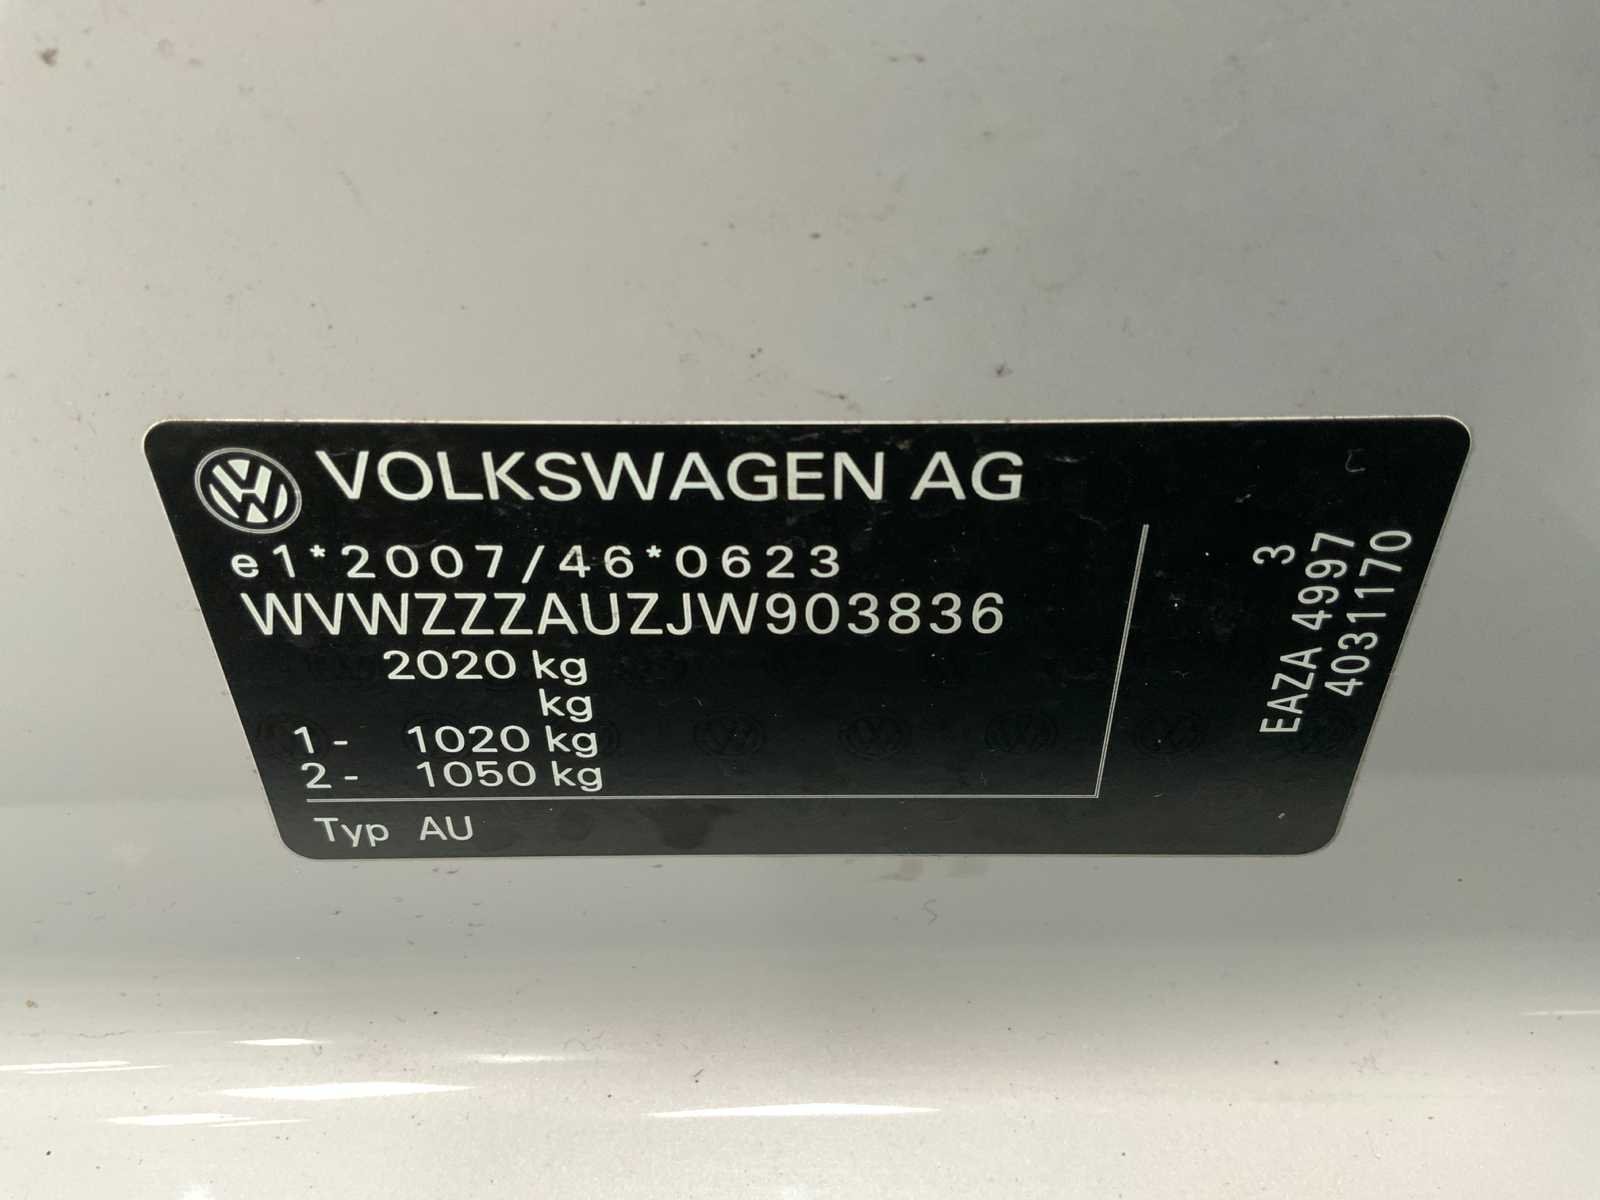 VOLKSWAGEN AG
e1*2007/46*0623
WVWZZZAUZJW903836
2020 kg
kg
1- 1020 kg
2- 1050 kg
Typ AU
3
EAZA 4997
4031170